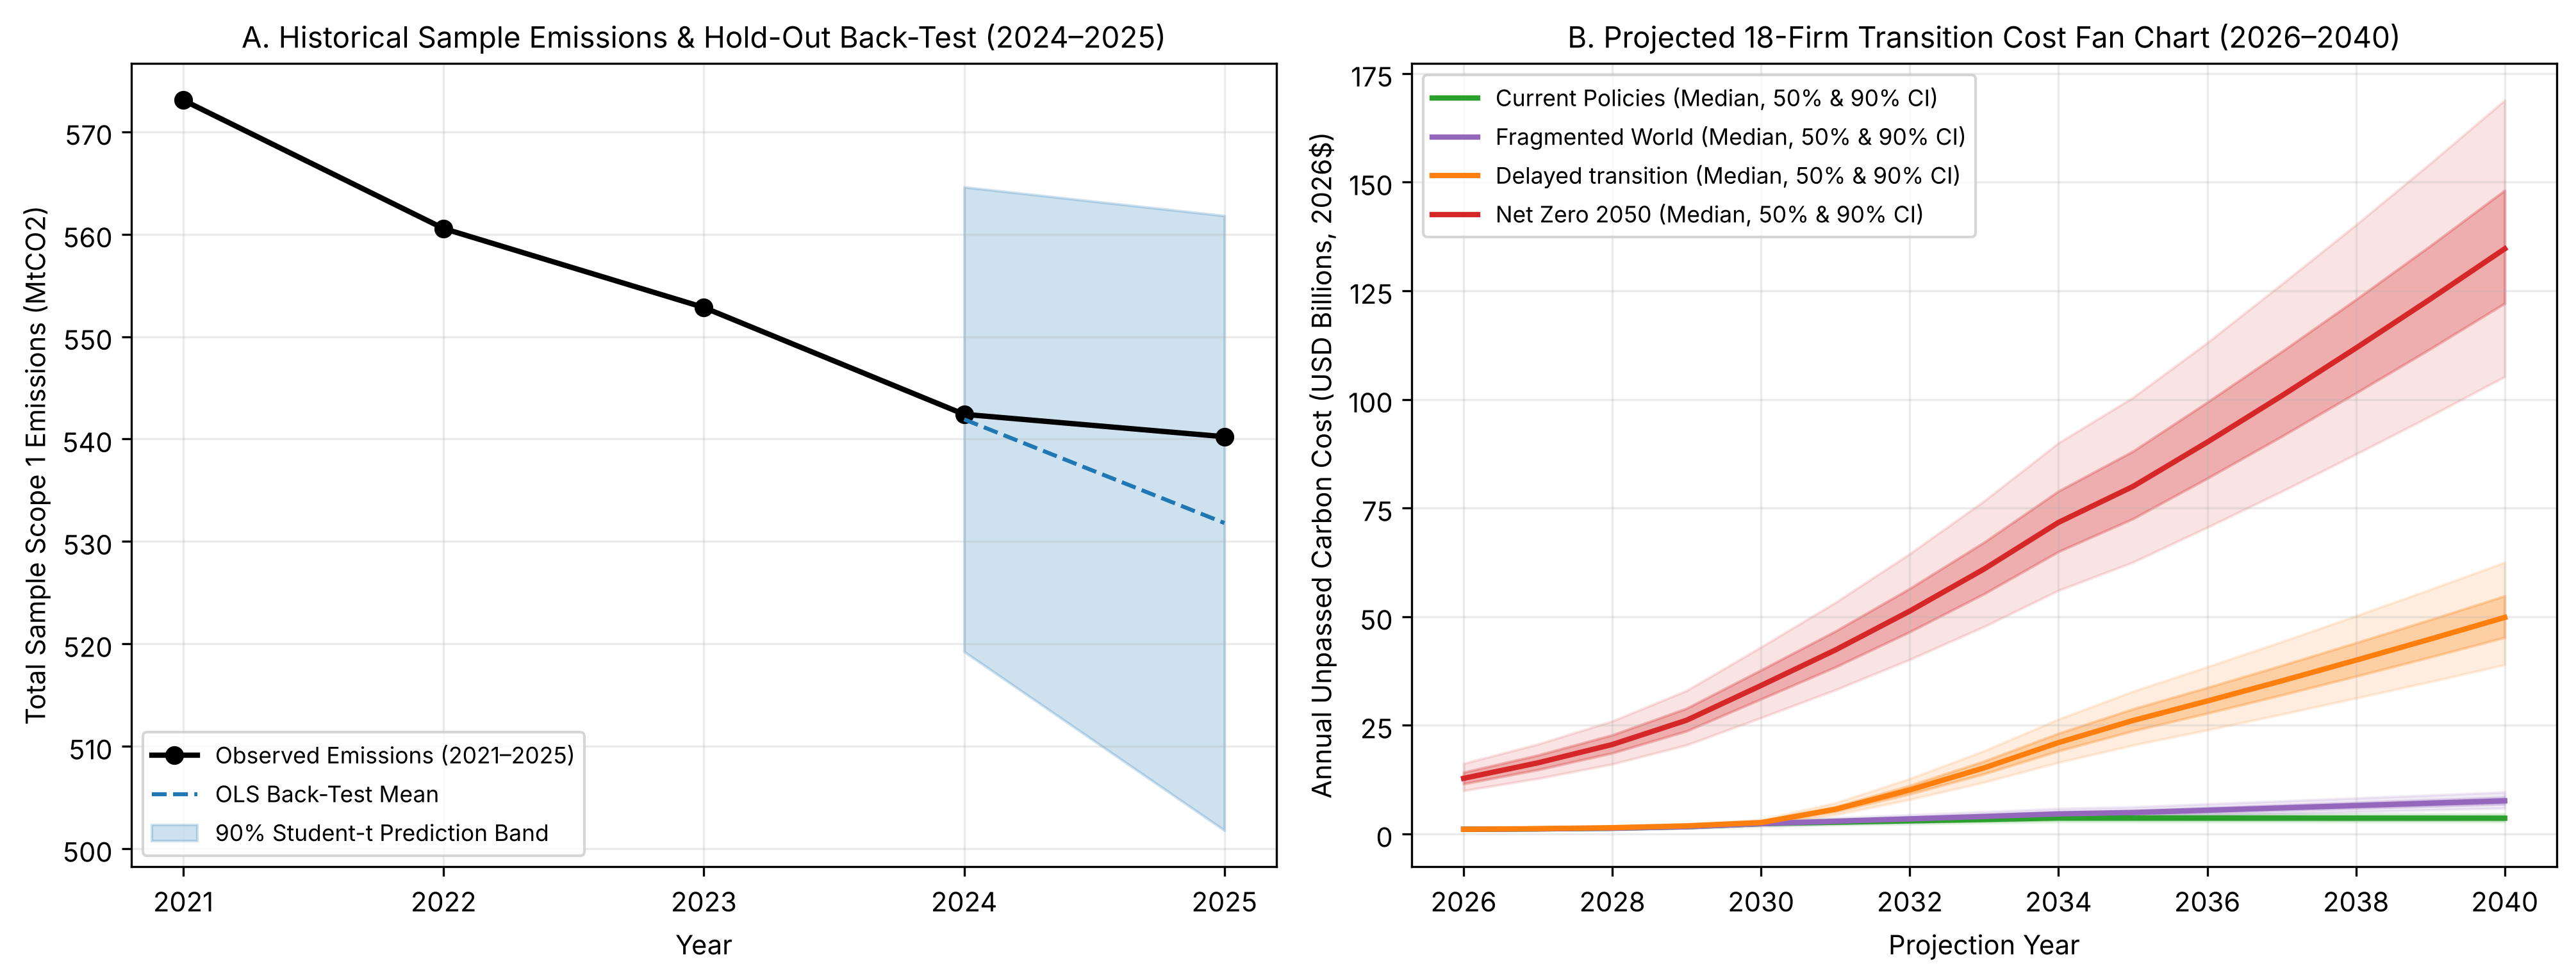 A. Historical Sample Emissions & Hold-Out Back-Test (2024–2025)
Total Sample Scope 1 Emissions (MtCO2)
570
560
550
540
530
520
510
500
Observed Emissions (2021–2025)
OLS Back-Test Mean
90% Student-t Prediction Band
2021 2022 2023 2024 2025
Year
B. Projected 18-Firm Transition Cost Fan Chart (2026–2040)
Annual Unpassed Carbon Cost (USD Billions, 2026$)
175
150
125
100
75
50
25
0
Current Policies (Median, 50% & 90% CI)
Fragmented World (Median, 50% & 90% CI)
Delayed transition (Median, 50% & 90% CI)
Net Zero 2050 (Median, 50% & 90% CI)
2026 2028 2030 2032 2034 2036 2038 2040
Projection Year